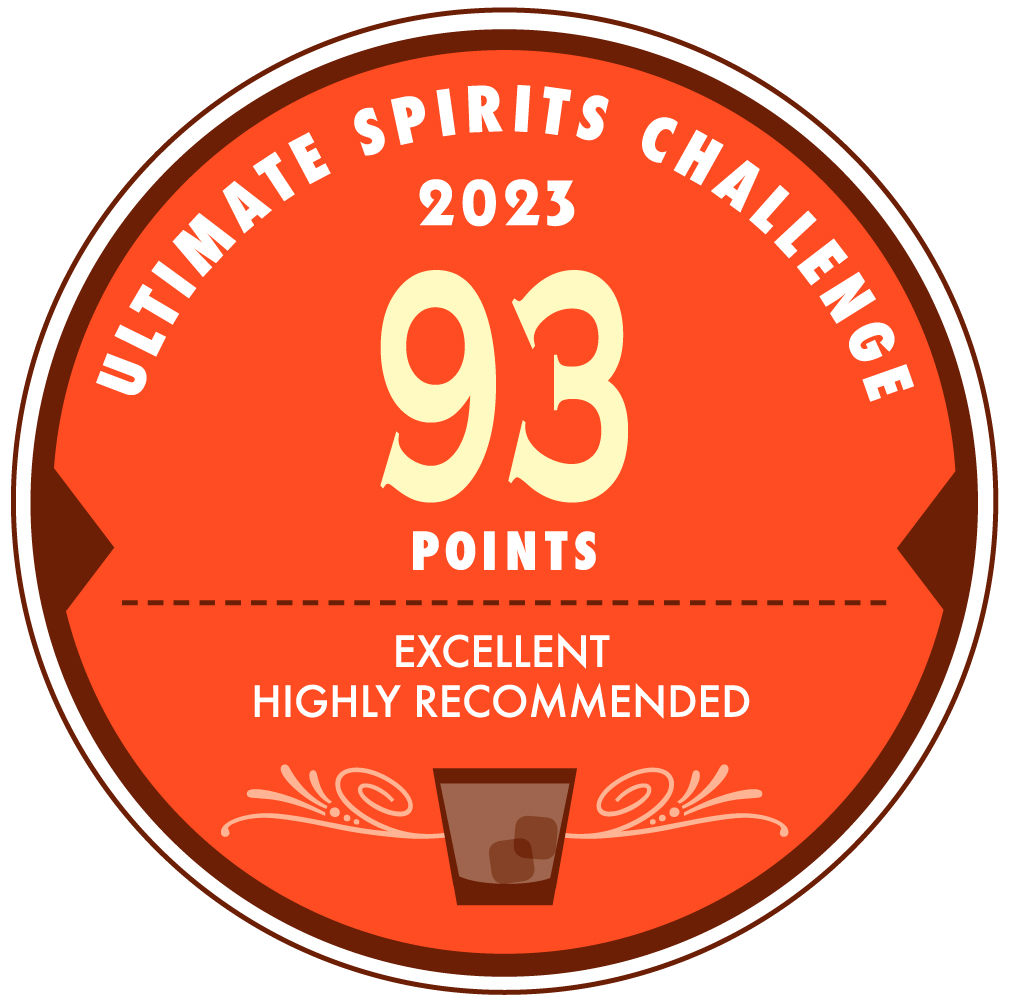 ULTIMATE SPIRITS CHALLENGE
2023
93
POINTS
EXCELLENT
HIGHLY RECOMMENDED